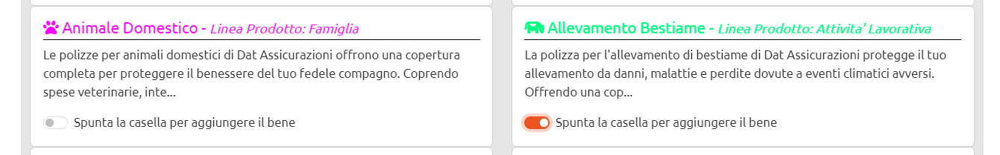 Animale Domestico - Linea Prodotto: Famiglia
Le polizze per animali domestici di Dat Assicurazioni offrono una copertura
completa per proteggere il benessere del tuo fedele compagno. Coprendo
spese veterinarie, inte...
Spunta la casella per aggiungere il bene
Allevamento Bestiame - Linea Prodotto: Attivita' Lavorativa
La polizza per l'allevamento di bestiame di Dat Assicurazioni protegge il tuo
allevamento da danni, malattie e perdite dovute a eventi climatici avversi.
Offrendo una cop...
Spunta la casella per aggiungere il bene